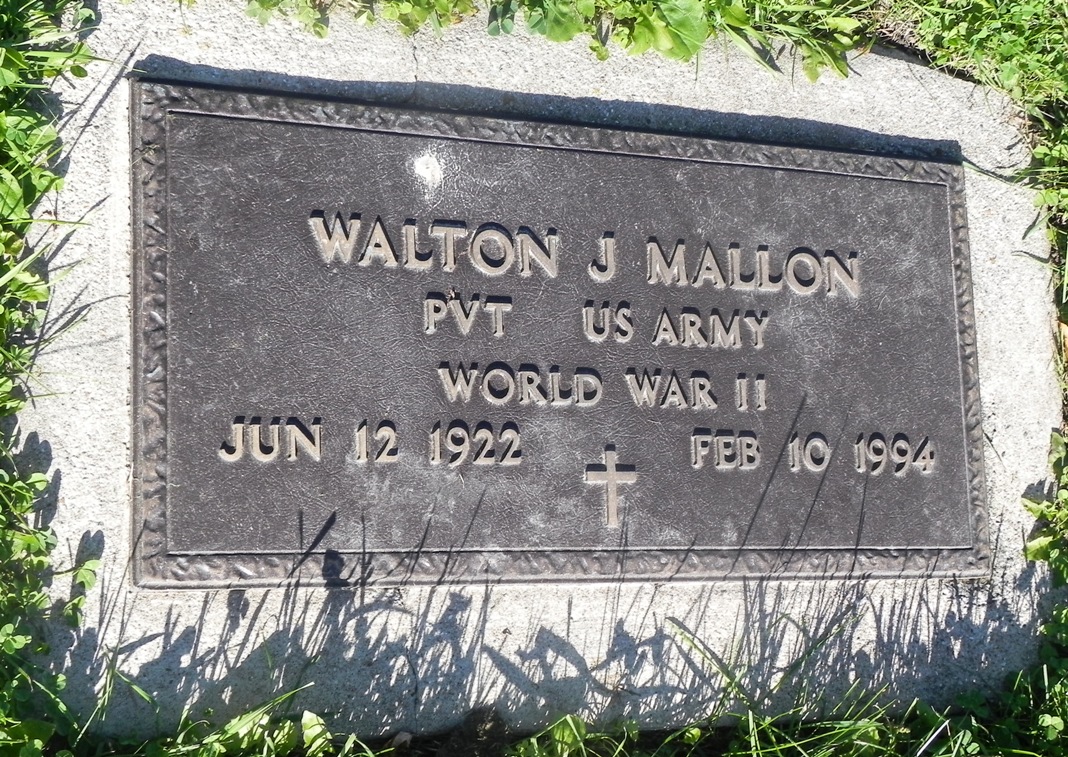 WALTON J MALLON
PVT US ARMY
WORLD WAR II
JUN 12 1922 FEB 10 1994